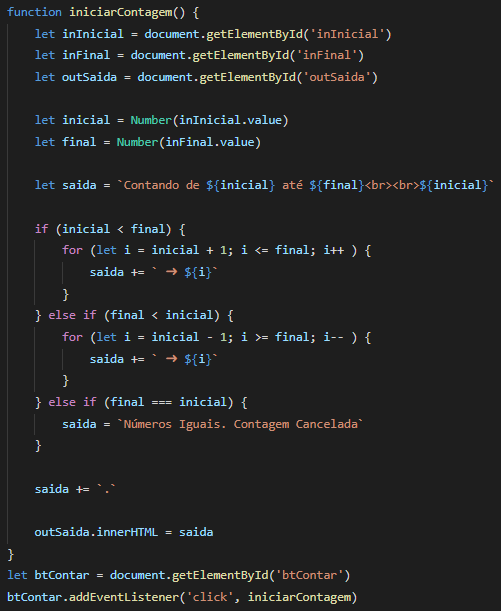 function iniciarContagem() {
    let inInicial = document.getElementById('inInicial')
    let inFinal = document.getElementById('inFinal')
    let outSaida = document.getElementById('outSaida')

    let inicial = Number(inInicial.value)
    let final = Number(inFinal.value)

    let saida = `Contando de ${inicial} até ${final}<br><br>${inicial}`

    if (inicial < final) {
        for (let i = inicial + 1; i <= final; i++ ) {
            saida += ` ➜ ${i}`
        }
    } else if (final < inicial) {
        for (let i = inicial - 1; i >= final; i-- ) {
            saida += ` ➜ ${i}`
        }
    } else if (final === inicial) {
        saida = `Números Iguais. Contagem Cancelada`
    }

    saida += `.`

    outSaida.innerHTML = saida
}
let btContar = document.getElementById('btContar')
btContar.addEventListener('click', iniciarContagem)